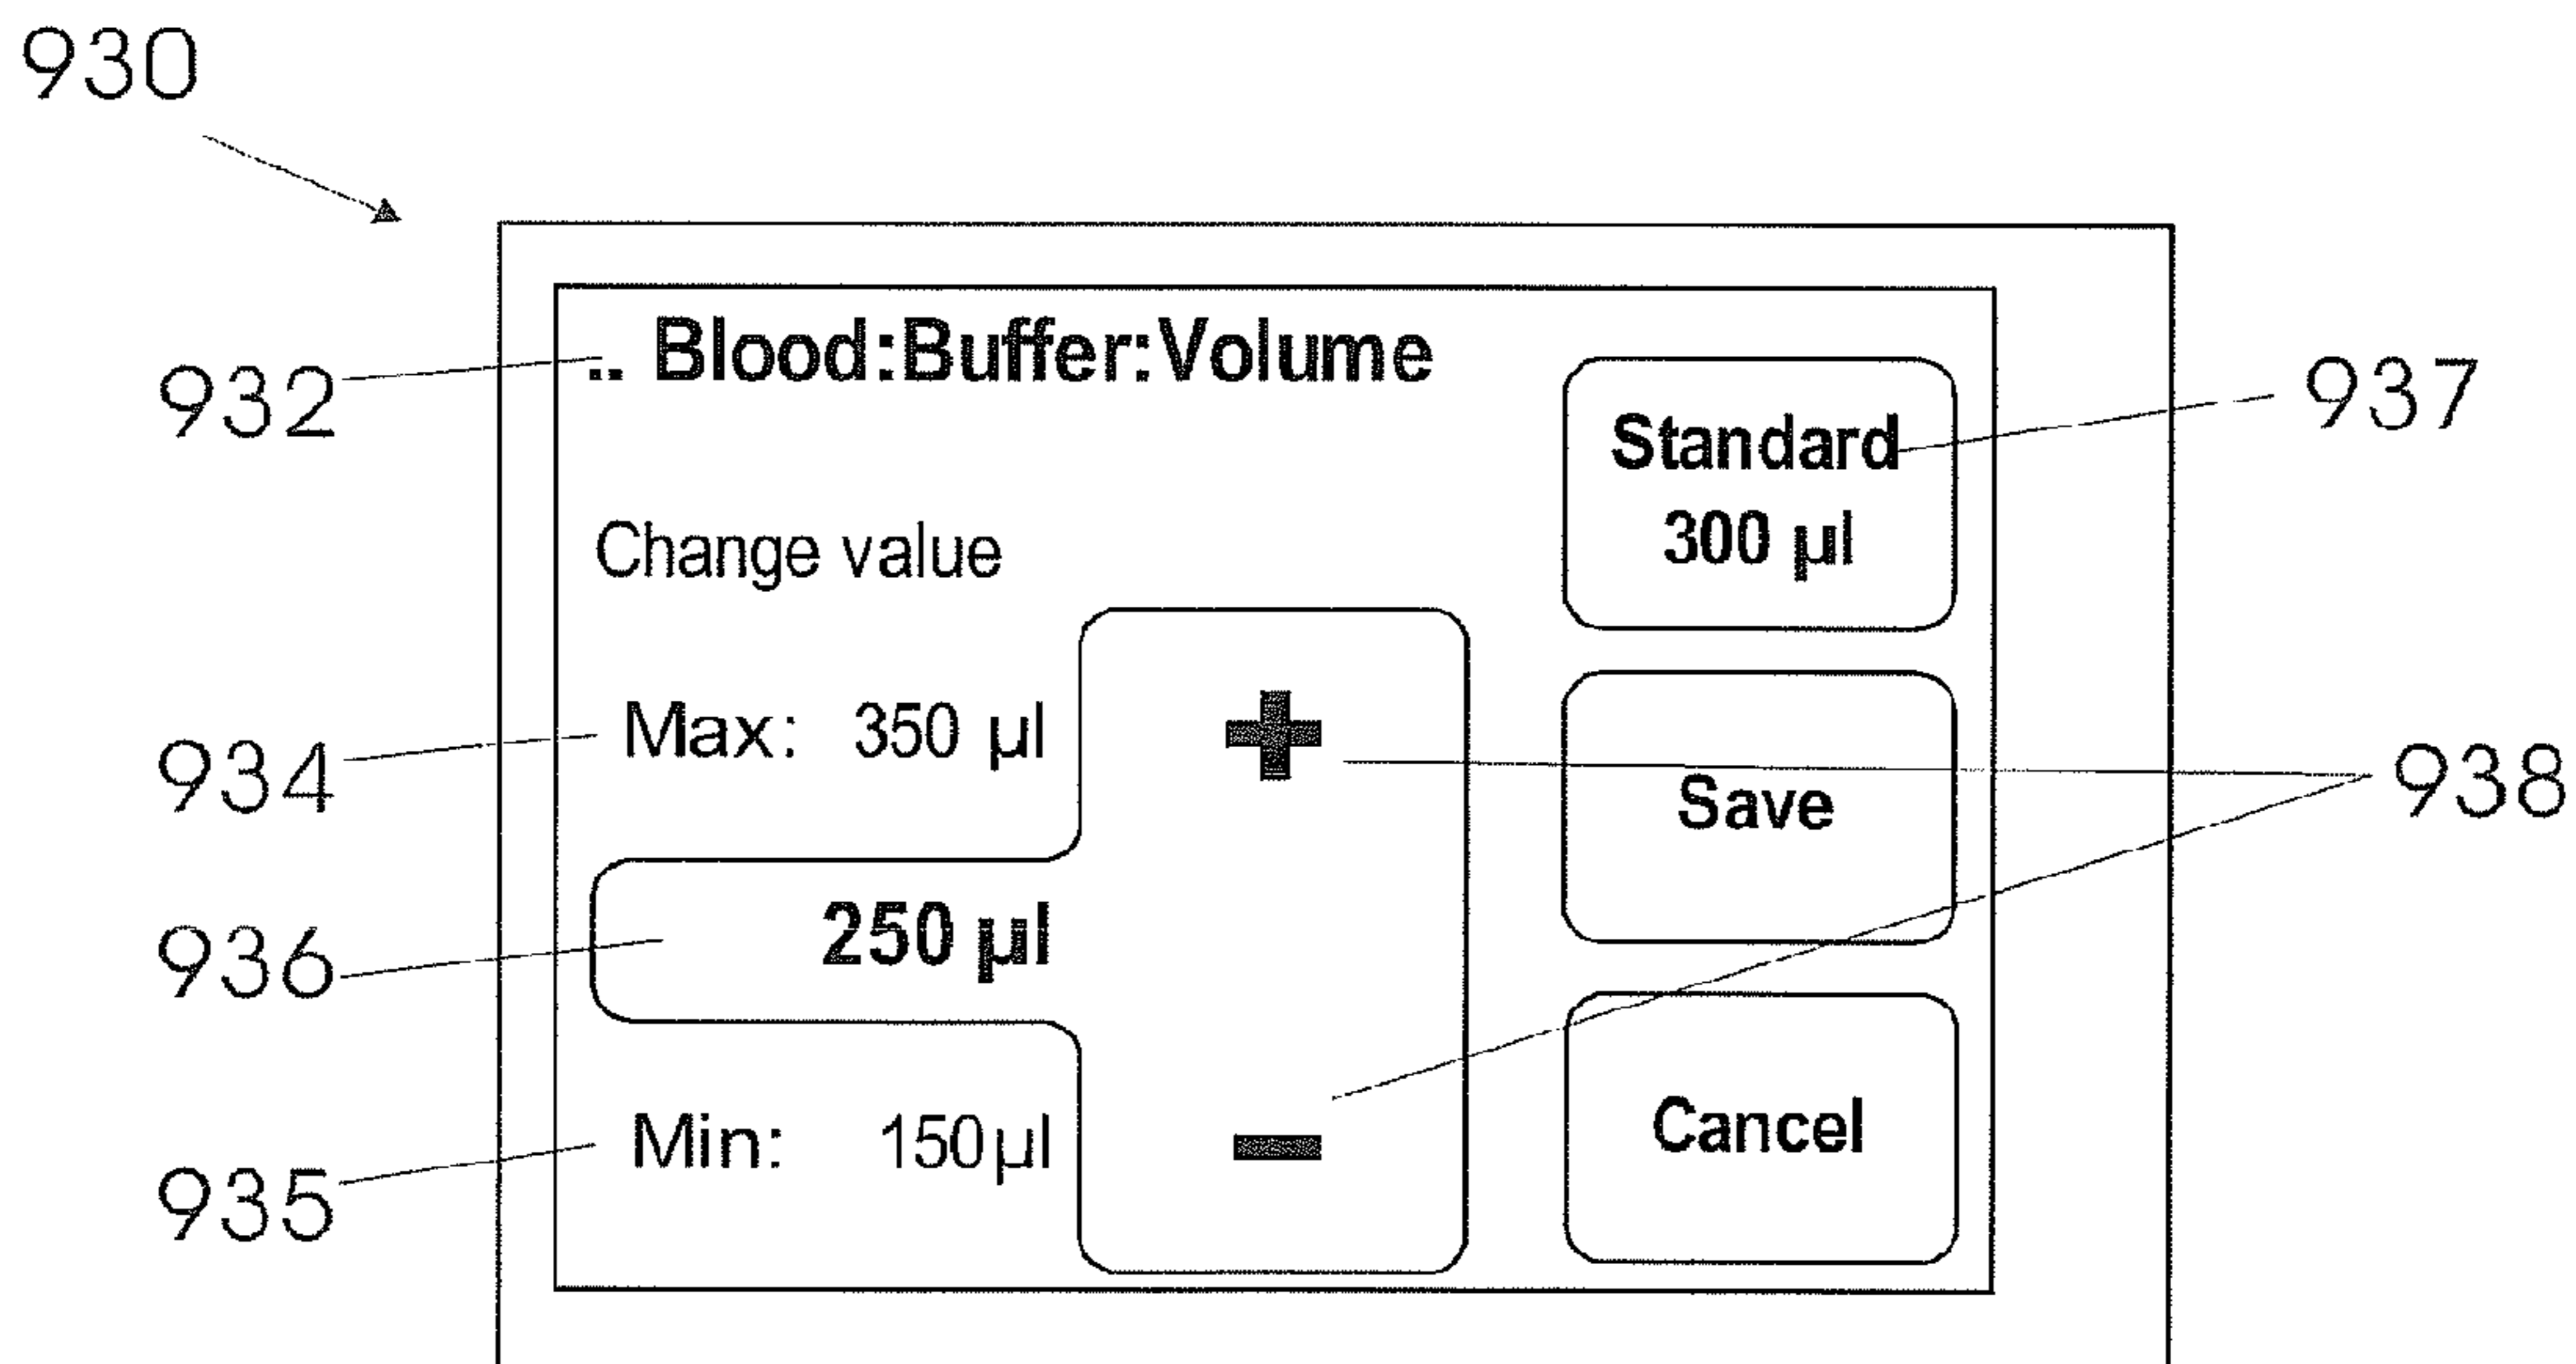 930
932
.. Blood:Buffer:Volume
Standard
300 µl
937
Change value
934
Max: 350 µl
+
Save
938
936
250 µl
935
Min: 150µl
–
Cancel